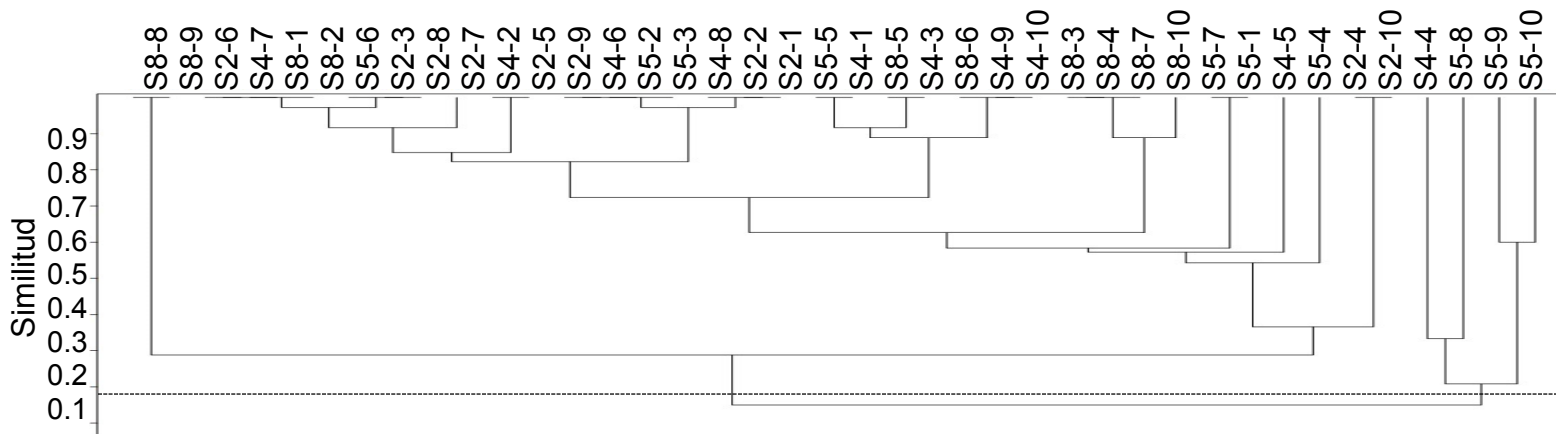 S8-8
S8-9
S2-6
S4-7
S8-1
S8-2
S5-6
S2-3
S2-8
S2-7
S4-2
S2-5
S2-9
S4-6
S5-2
S5-3
S4-8
S2-2
S2-1
S5-5
S4-1
S8-5
S4-3
S8-6
S4-9
S4-10
S8-3
S8-4
S8-7
S8-10
S5-7
S5-1
S4-5
S5-4
S2-4
S2-10
S4-4
S5-8
S5-9
S5-10
0.9
0.8
0.7
0.6
0.5
0.4
0.3
0.2
0.1
Similitud